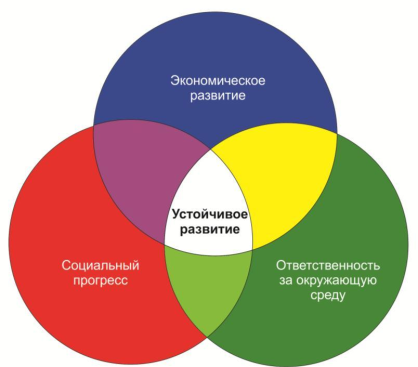 Экономическое
развитие
Устойчивое
развитие
Социальный
прогресс
Ответственность
за окружающую
среду